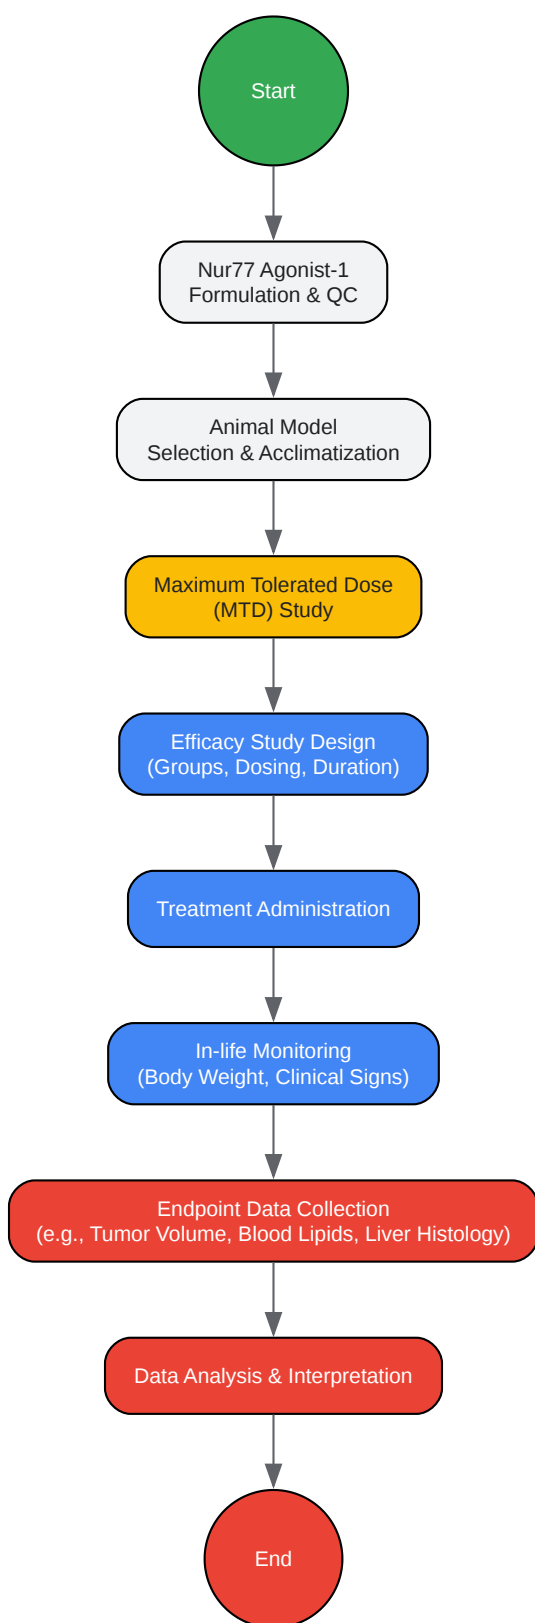 Start
Nur77 Agonist-1
Formulation & QC
Animal Model
Selection & Acclimatization
Maximum Tolerated Dose
(MTD) Study
Efficacy Study Design
(Groups, Dosing, Duration)
Treatment Administration
In-life Monitoring
(Body Weight, Clinical Signs)
Endpoint Data Collection
(e.g., Tumor Volume, Blood Lipids, Liver Histology)
Data Analysis & Interpretation
End